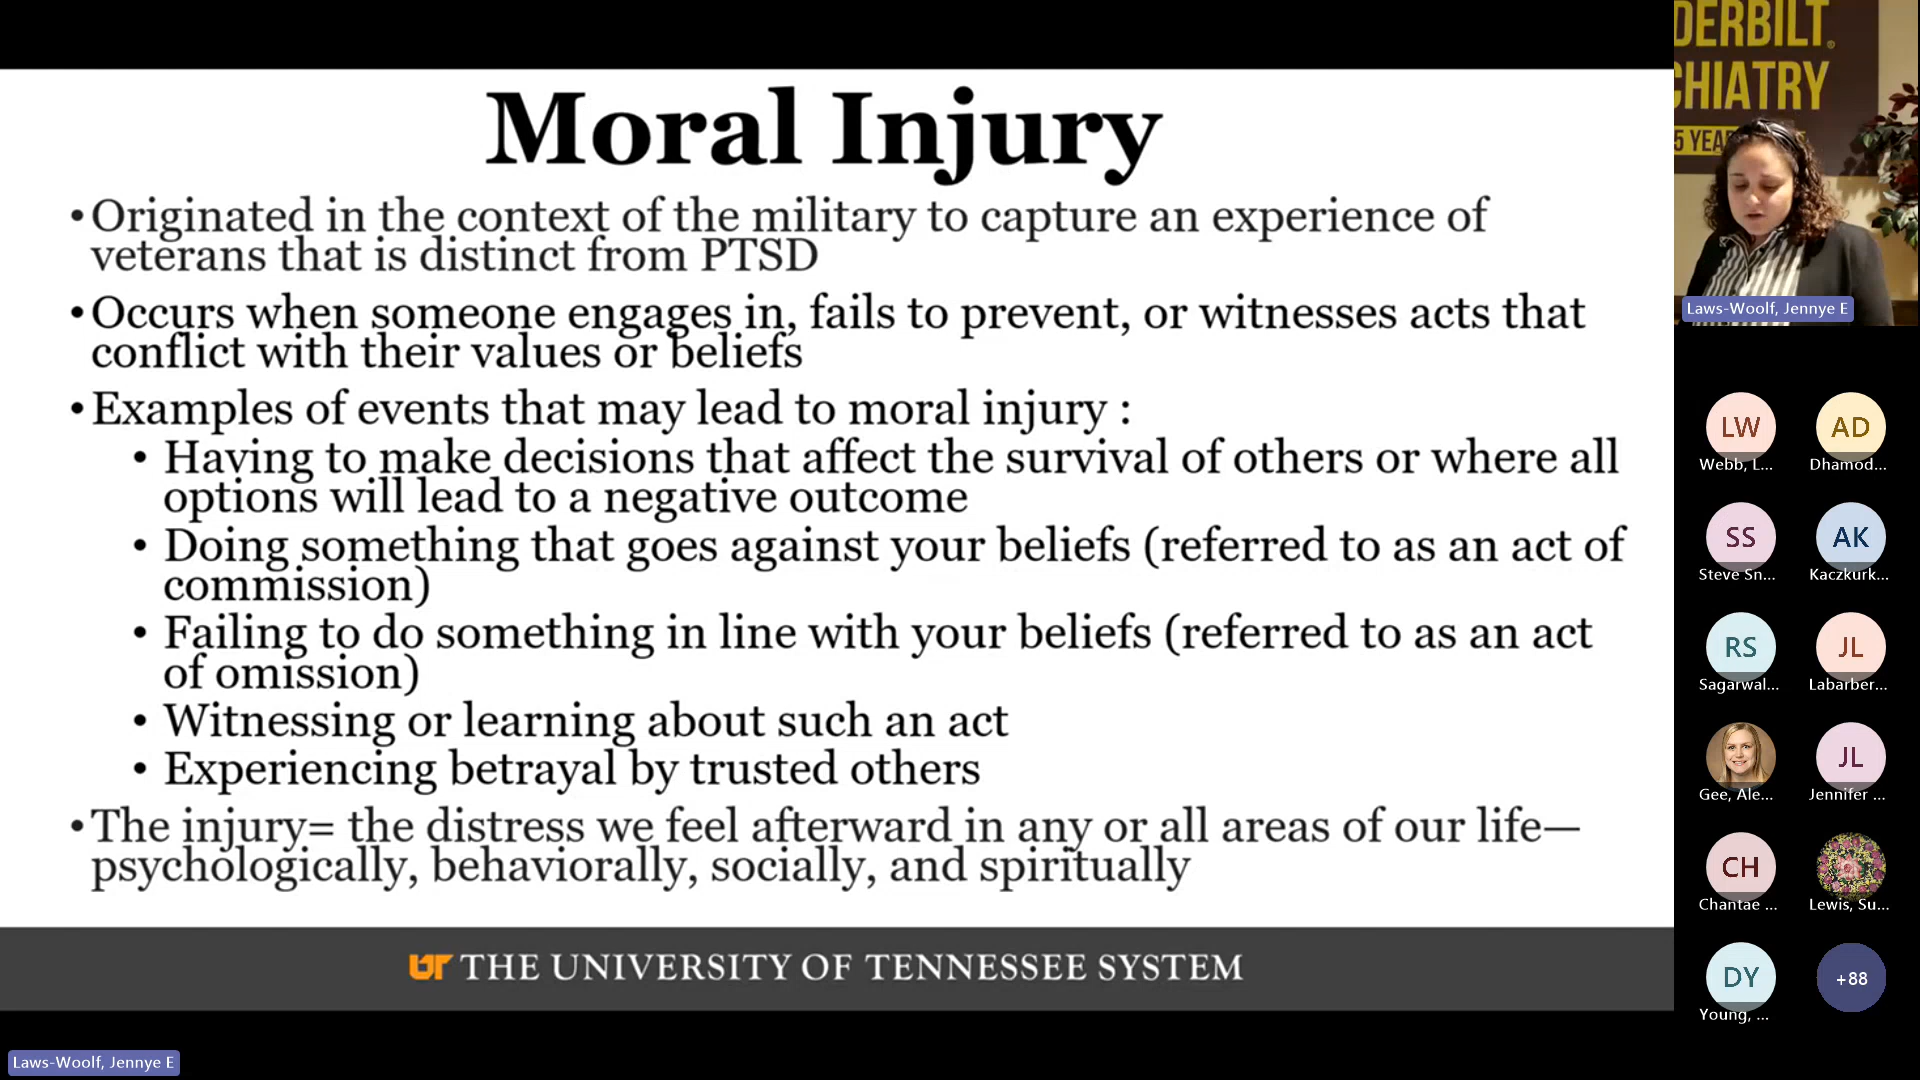 Moral Injury
• Originated in the context of the military to capture an experience of
veterans that is distinct from PTSD
• Occurs when someone engages in, fails to prevent, or witnesses acts that
conflict with their values or beliefs
• Examples of events that may lead to moral injury :
• Having to make decisions that affect the survival of others or where all
options will lead to a negative outcome
• Doing something that goes against your beliefs (referred to as an act of
commission)
• Failing to do something in line with your beliefs (referred to as an act
of omission)
• Witnessing or learning about such an act
• Experiencing betrayal by trusted others
• The injury= the distress we feel afterward in any or all areas of our life—
psychologically, behaviorally, socially, and spiritually
UT THE UNIVERSITY OF TENNESSEE SYSTEM
Laws-Woolf, Jennye E
DERBILT®
CHIATRY
5 YEA
Laws-Woolf, Jennye E
LW
Webb, L...
AD
Dhamod...
SS
Steve Sn...
AK
Kaczkurk...
RS
Sagarwal...
JL
Labarber...
Gee, Ale...
JL
Jennifer ...
CH
Chantae ...
Lewis, Su...
DY
Young, ...
+88